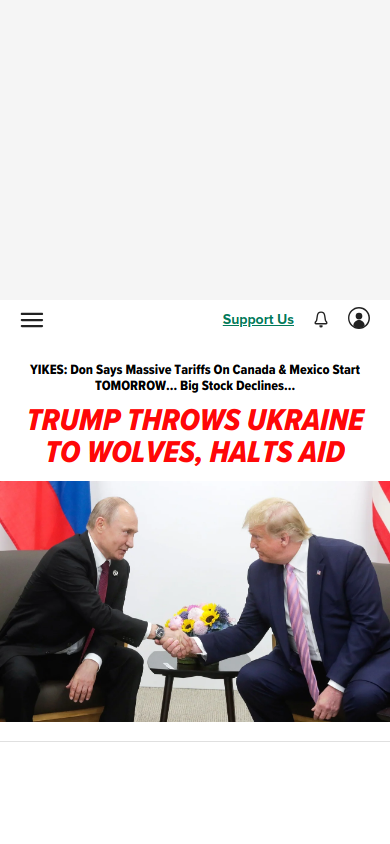 Support Us
YIKES: Don Says Massive Tariffs On Canada & Mexico Start
TOMORROW... Big Stock Declines...
TRUMP THROWS UKRAINE
TO WOLVES, HALTS AID